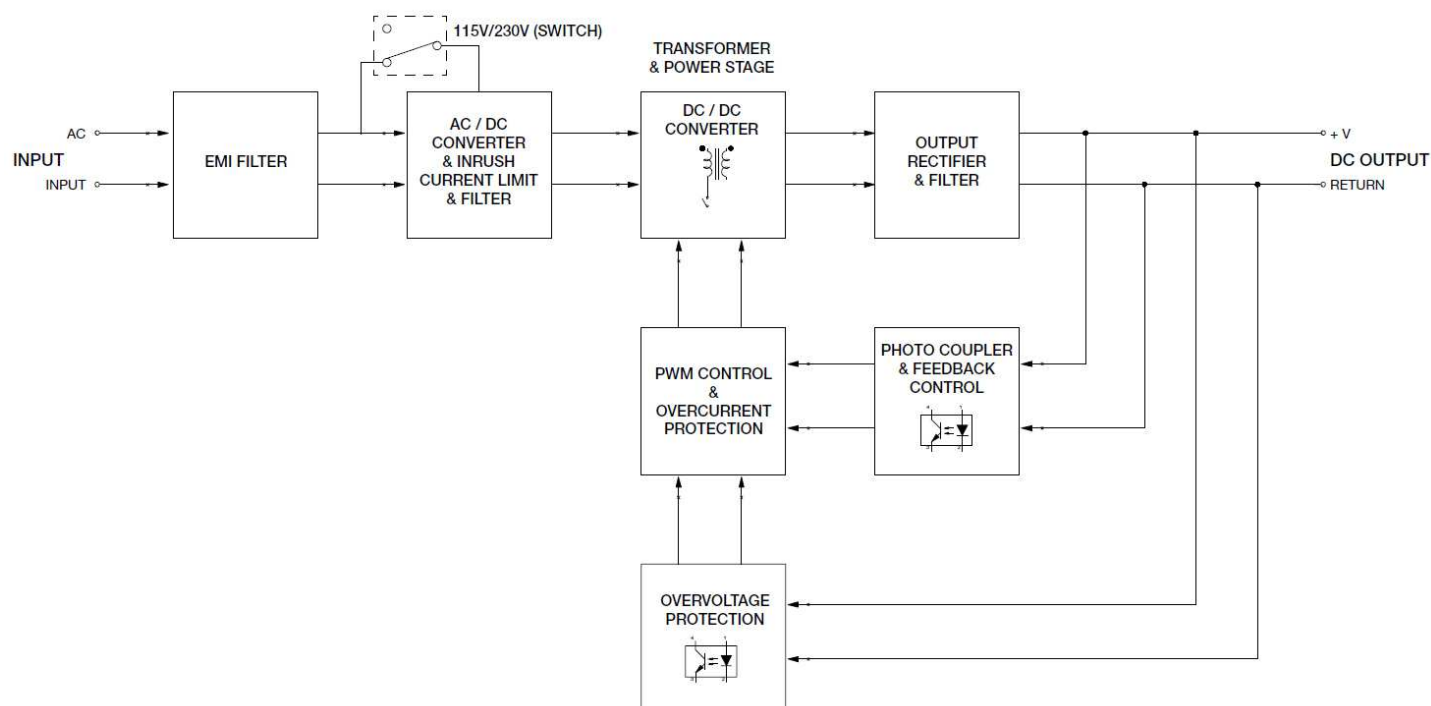 115V/230V (SWITCH)
TRANSFORMER
& POWER STAGE
AC
INPUT
INPUT
EMI FILTER
AC / DC
CONVERTER
& INRUSH
CURRENT LIMIT
& FILTER
DC / DC
CONVERTER
OUTPUT
RECTIFIER
& FILTER
+ V
DC OUTPUT
RETURN
PWM CONTROL
&
OVERCURRENT
PROTECTION
PHOTO COUPLER
& FEEDBACK
CONTROL
OVERVOLTAGE
PROTECTION